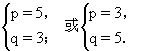 p=5, 或 p=3,
q=3; q=5.